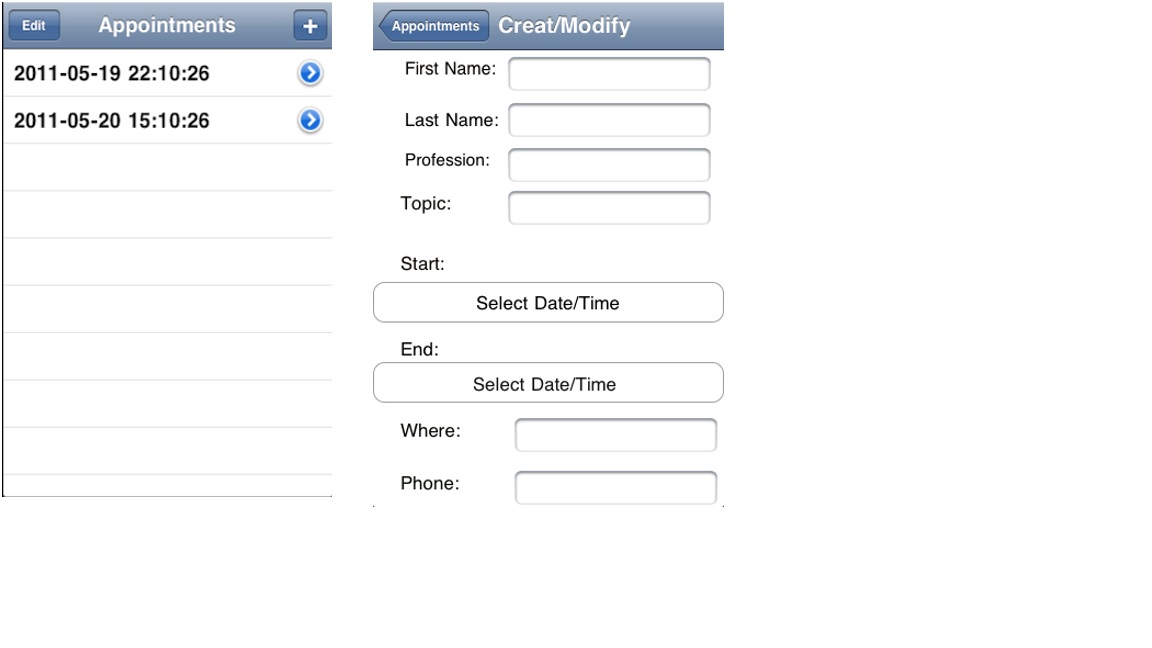 Edit Appointments +
2011-05-19 22:10:26
2011-05-20 15:10:26
Appointments Creat/Modify
First Name:
Last Name:
Profession:
Topic:
Start:
Select Date/Time
End:
Select Date/Time
Where:
Phone: